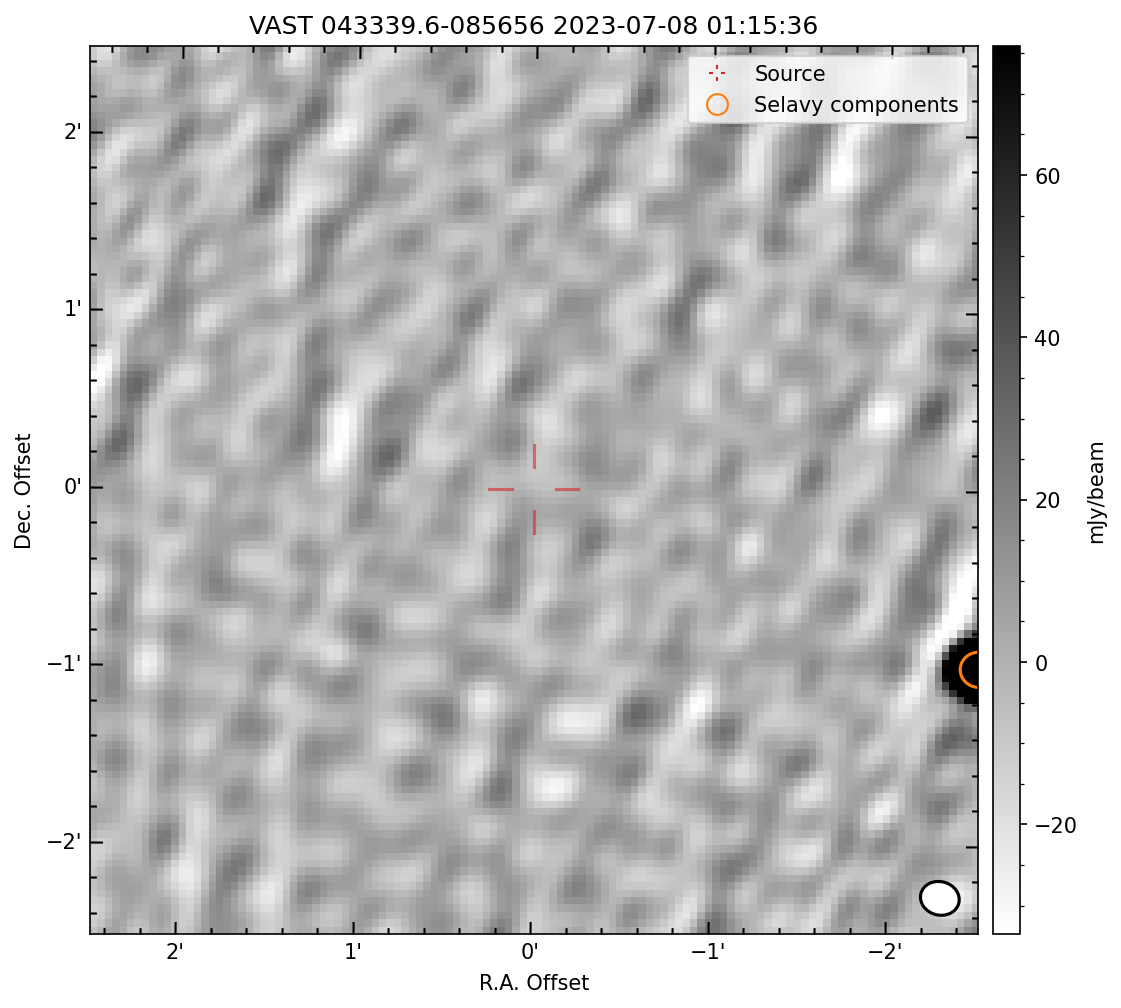 VAST 043339.6-085656 2023-07-08 01:15:36
Source
Selavy components
2'
1'
0'
−1'
−2'
Dec. Offset
2'
1'
0'
−1'
−2'
R.A. Offset
60
40
20
0
−20
mJy/beam